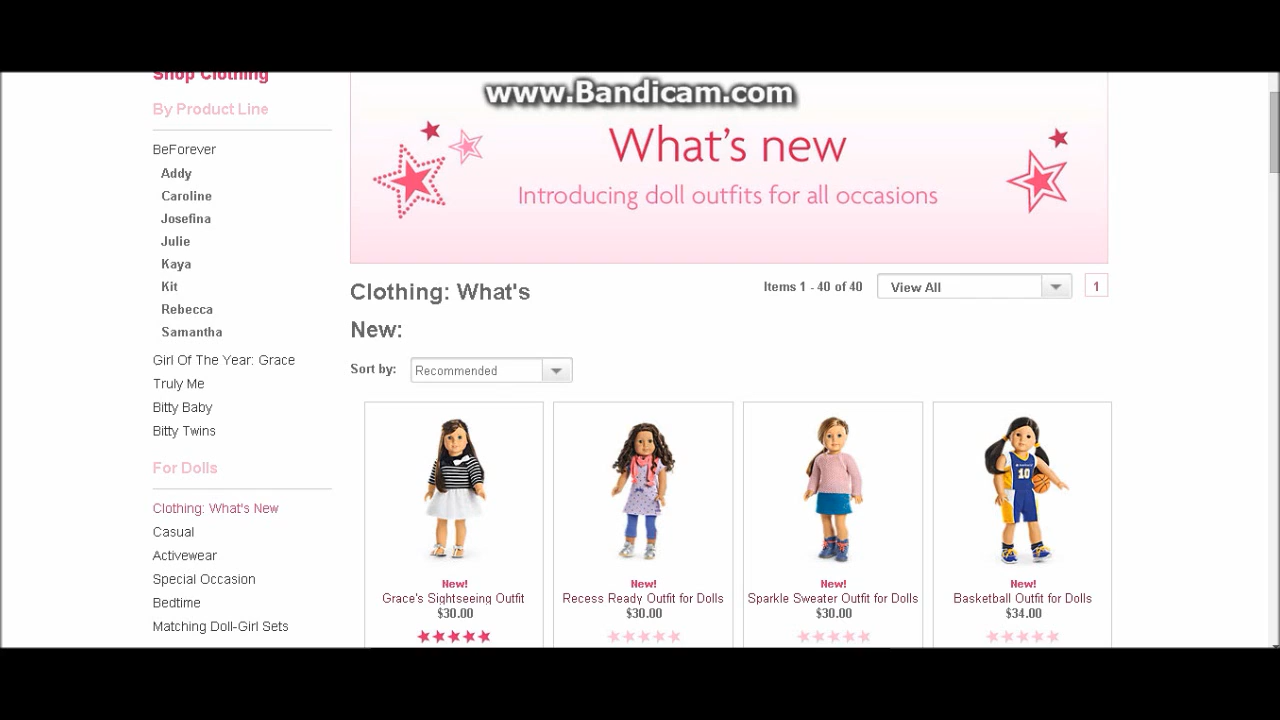 www.Bandicam.com
Shop Clothing
By Product Line
BeForever
Addy
Caroline
Josefina
Julie
Kaya
Kit
Rebecca
Samantha
Girl Of The Year: Grace
Truly Me
Bitty Baby
Bitty Twins
For Dolls
Clothing: What's New
Casual
Activewear
Special Occasion
Bedtime
Matching Doll-Girl Sets
What's new
Introducing doll outfits for all occasions
Clothing: What's
New:
Items 1 - 40 of 40
View All
1
Sort by:
Recommended
New!
Grace's Sightseeing Outfit
$30.00
New!
Recess Ready Outfit for Dolls
$30.00
New!
Sparkle Sweater Outfit for Dolls
$30.00
10
New!
Basketball Outfit for Dolls
$34.00